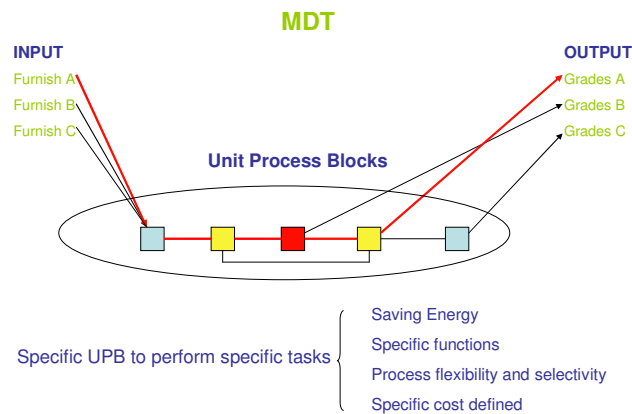 MDT
INPUT
Furnish A
Furnish B
Furnish C
OUTPUT
Grades A
Grades B
Grades C
Unit Process Blocks
Specific UPB to perform specific tasks
Saving Energy
Specific functions
Process flexibility and selectivity
Specific cost defined